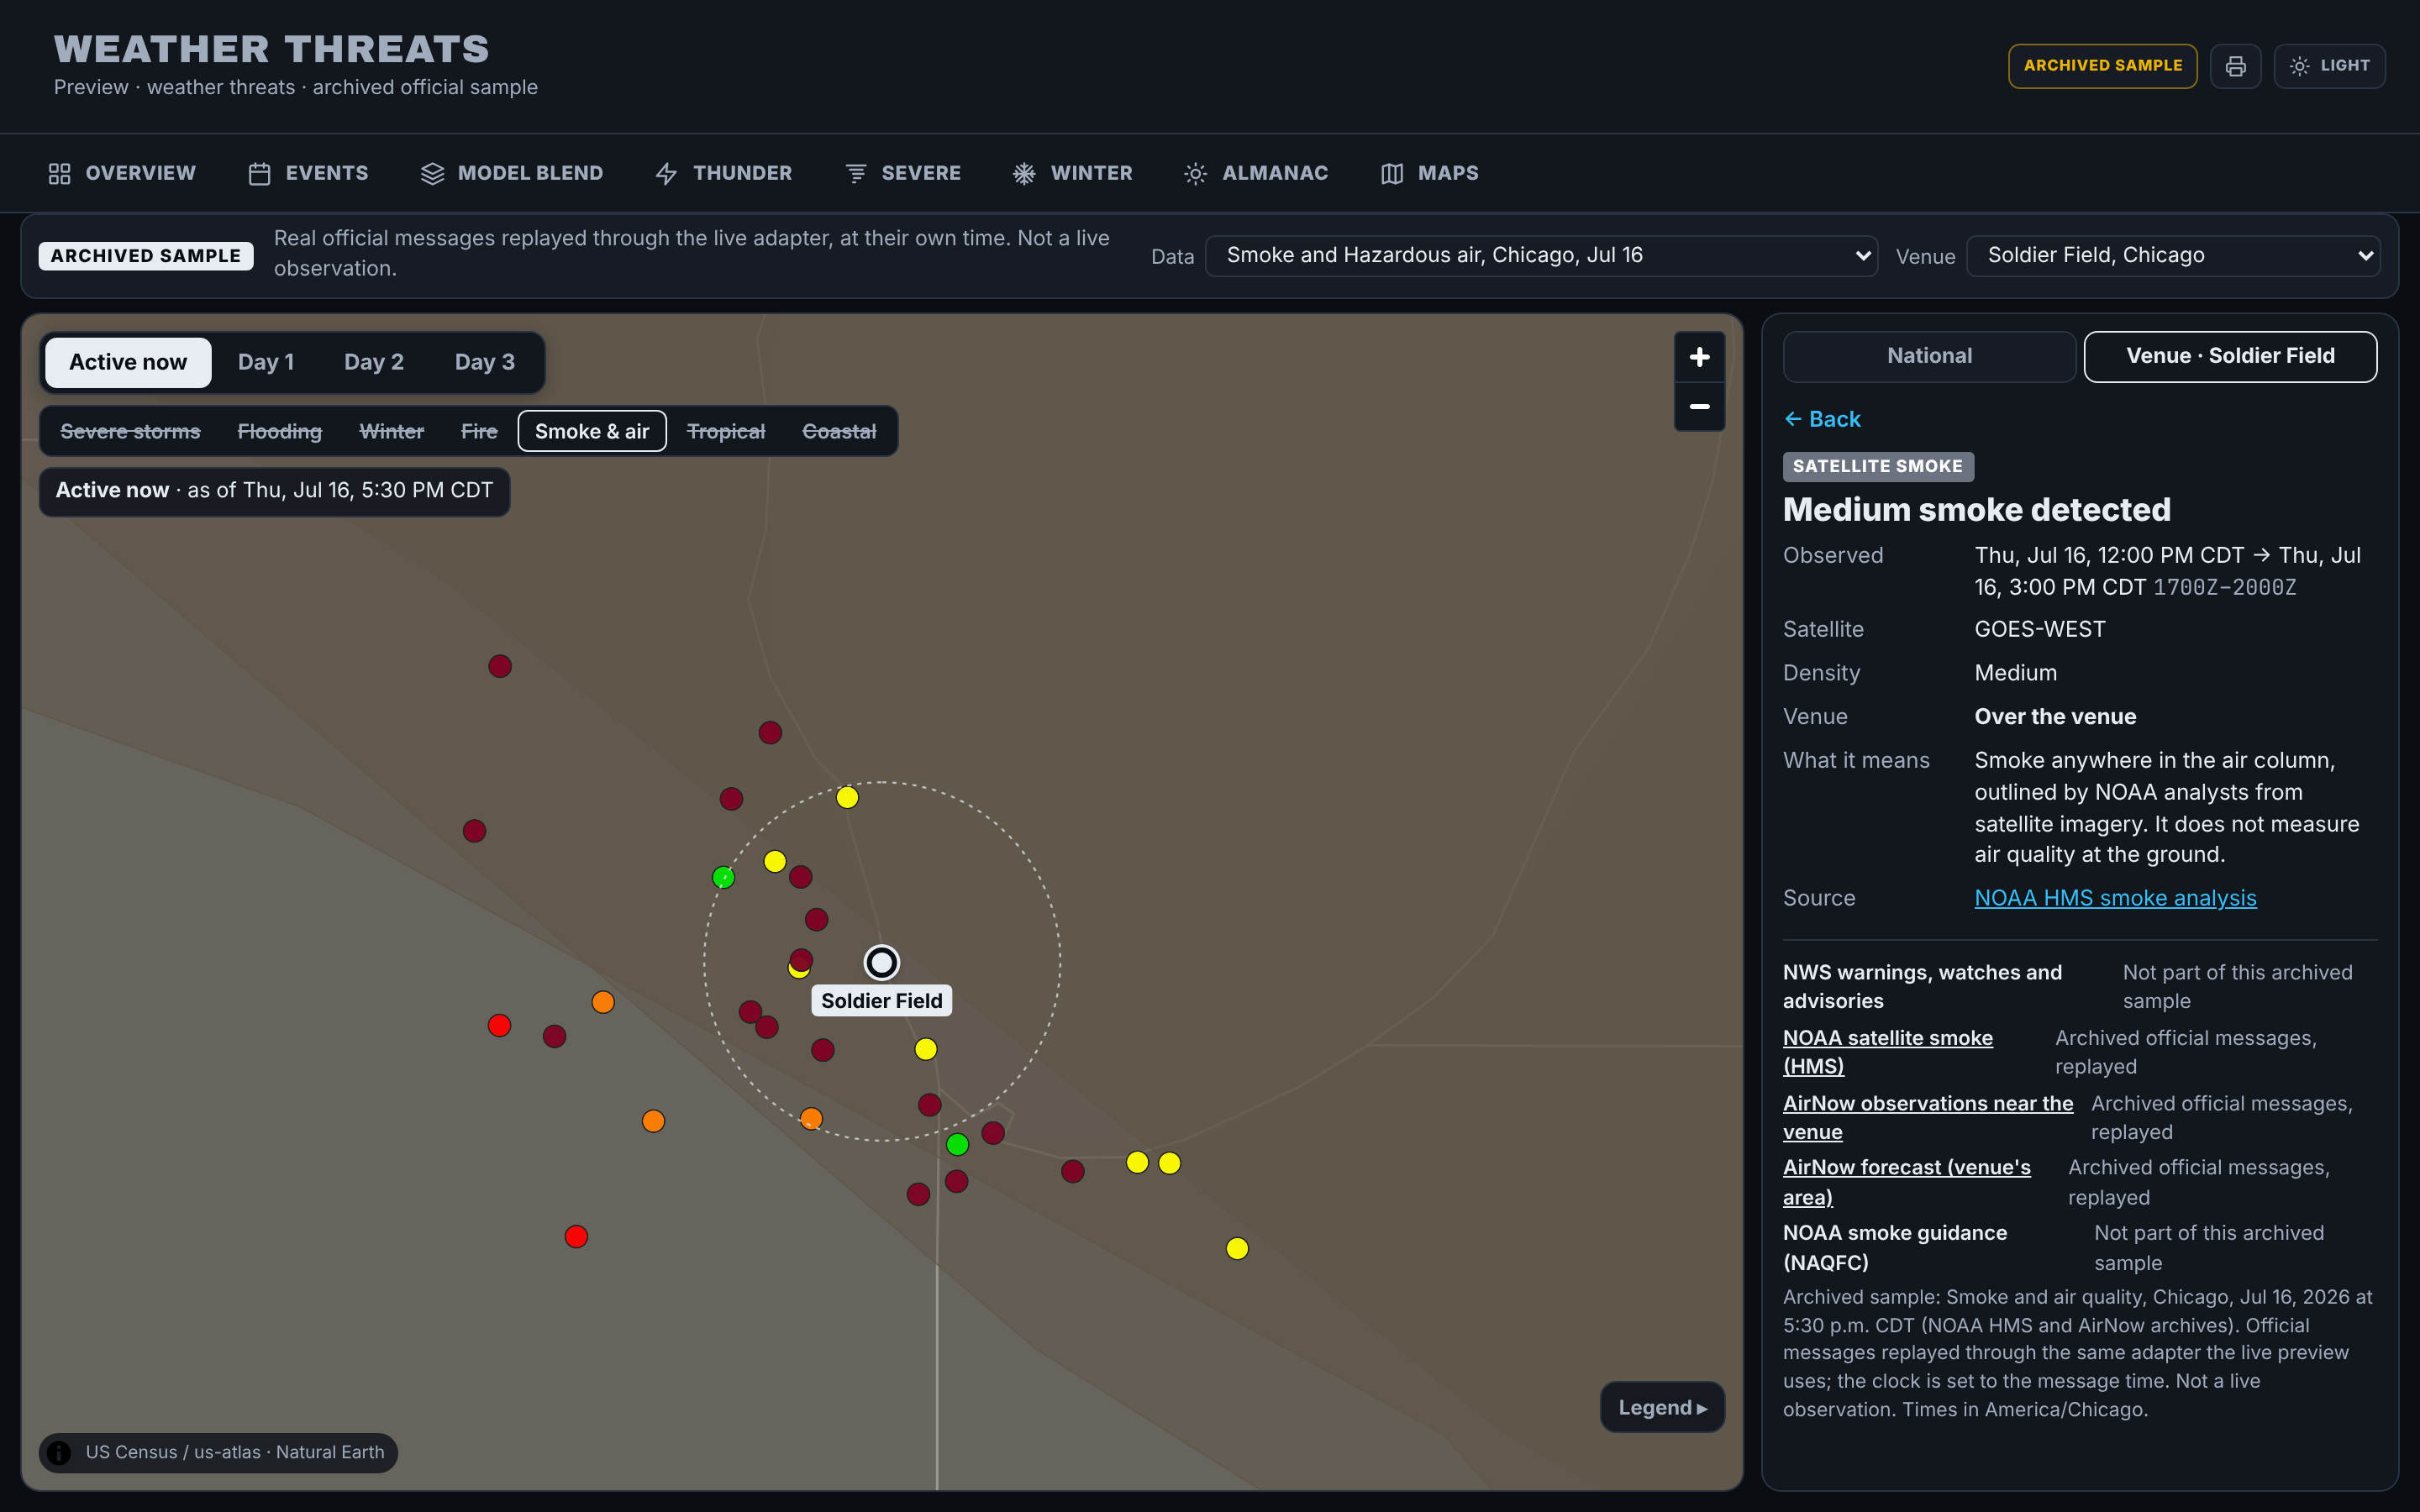 WEATHER THREATS
Preview · weather threats · archived official sample
ARCHIVED SAMPLE
LIGHT
OVERVIEW
EVENTS
MODEL BLEND
THUNDER
SEVERE
WINTER
ALMANAC
MAPS
ARCHIVED SAMPLE
Real official messages replayed through the live adapter, at their own time. Not a live
observation.
Data
Smoke and Hazardous air, Chicago, Jul 16
Venue
Soldier Field, Chicago
Active now
Day 1
Day 2
Day 3
Severe storms
Flooding
Winter
Fire
Smoke & air
Tropical
Coastal
Active now · as of Thu, Jul 16, 5:30 PM CDT
+
−
Soldier Field
Legend ▸
US Census / us-atlas · Natural Earth
National
Venue · Soldier Field
← Back
SATELLITE SMOKE
Medium smoke detected
Observed
Thu, Jul 16, 12:00 PM CDT → Thu, Jul
16, 3:00 PM CDT 1700Z–2000Z
Satellite
GOES-WEST
Density
Medium
Venue
Over the venue
What it means
Smoke anywhere in the air column,
outlined by NOAA analysts from
satellite imagery. It does not measure
air quality at the ground.
Source
NOAA HMS smoke analysis
NWS warnings, watches and
advisories
Not part of this archived
sample
NOAA satellite smoke
(HMS)
Archived official messages,
replayed
AirNow observations near the
venue
Archived official messages,
replayed
AirNow forecast (venue's
area)
Archived official messages,
replayed
NOAA smoke guidance
(NAQFC)
Not part of this archived
sample
Archived sample: Smoke and air quality, Chicago, Jul 16, 2026 at
5:30 p.m. CDT (NOAA HMS and AirNow archives). Official
messages replayed through the same adapter the live preview
uses; the clock is set to the message time. Not a live
observation. Times in America/Chicago.